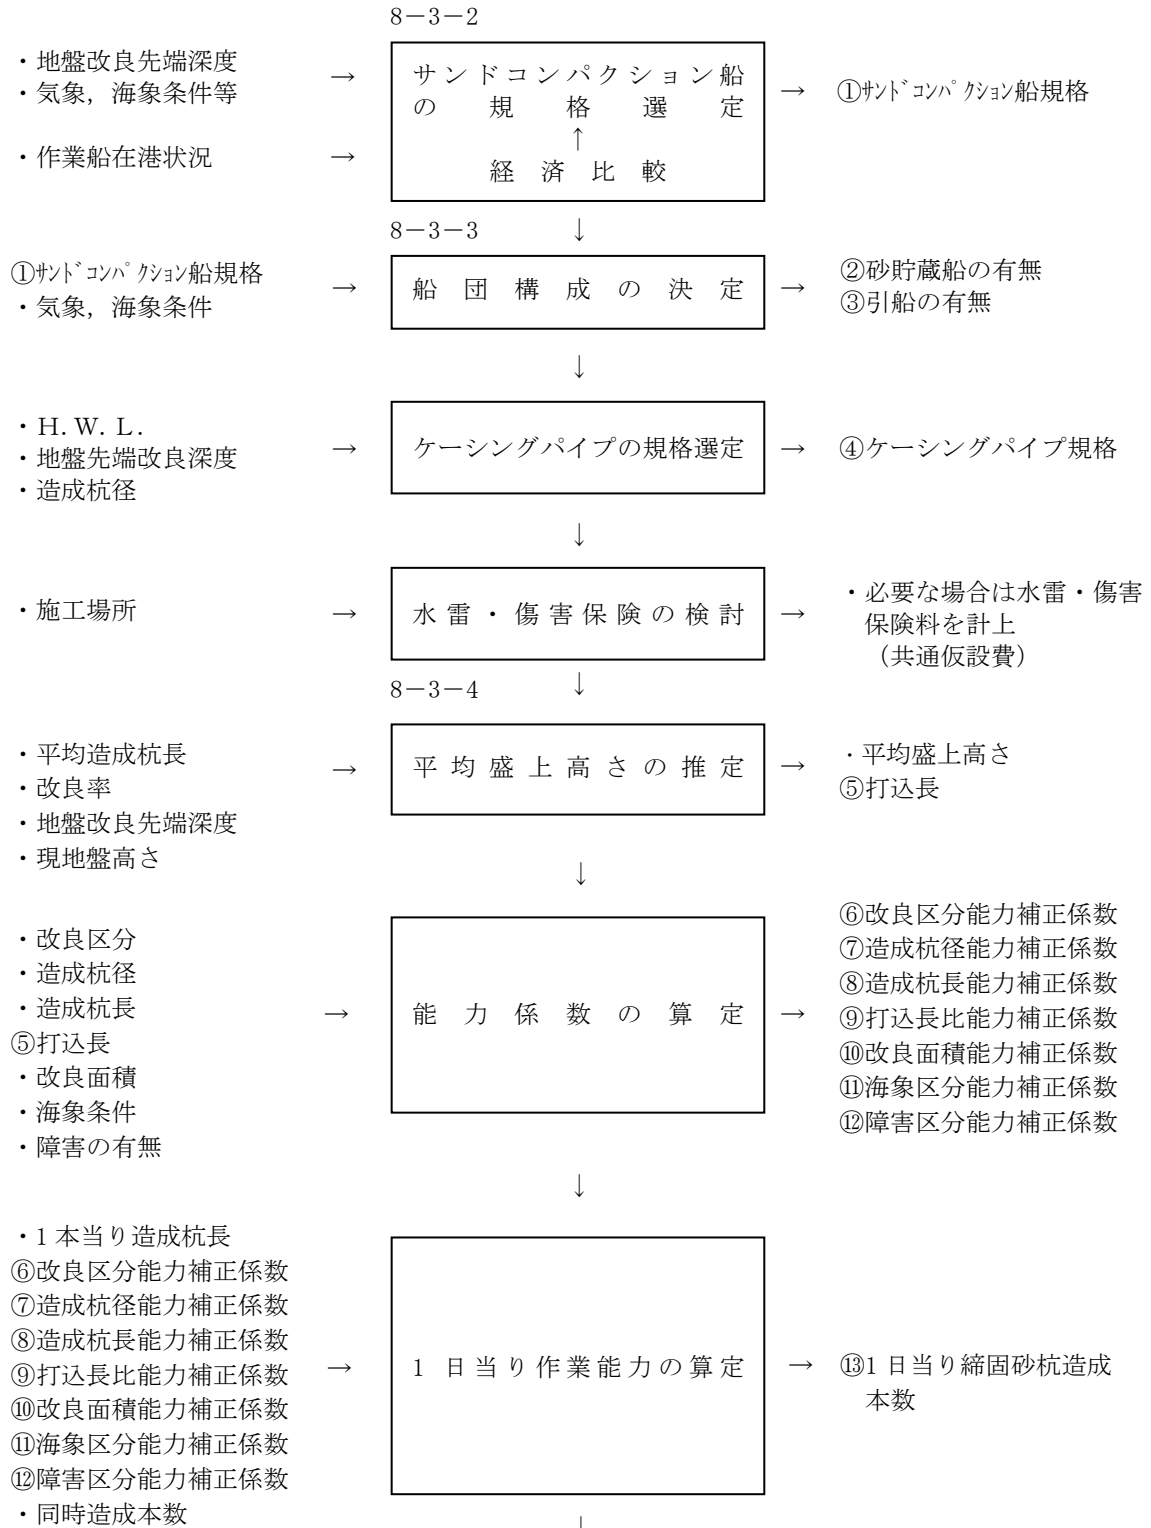 8－3－2
・地盤改良先端深度
・気象，海象条件等
・作業船在港状況
→
→
サンドコンパクション船
の規格選定
↑
経済比較
→
①ｻﾝﾄﾞｺﾝﾊﾟｸｼｮﾝ船規格
8－3－3
↓
①ｻﾝﾄﾞｺﾝﾊﾟｸｼｮﾝ船規格
・気象，海象条件
→
船団構成の決定
→
②砂貯蔵船の有無
③引船の有無
↓
・H.W.L.
・地盤先端改良深度
・造成杭径
→
ケーシングパイプの規格選定
→
④ケーシングパイプ規格
↓
・施工場所
→
水雷・傷害保険の検討
→
・必要な場合は水雷・傷害
保険料を計上
（共通仮設費）
8－3－4
↓
・平均造成杭長
・改良率
・地盤改良先端深度
・現地盤高さ
→
平均盛上高さの推定
→
・平均盛上高さ
⑤打込長
↓
・改良区分
・造成杭径
・造成杭長
⑤打込長
・改良面積
・海象条件
・障害の有無
→
能力係数の算定
→
⑥改良区分能力補正係数
⑦造成杭径能力補正係数
⑧造成杭長能力補正係数
⑨打込長比能力補正係数
⑩改良面積能力補正係数
⑪海象区分能力補正係数
⑫障害区分能力補正係数
↓
・1本当り造成杭長
⑥改良区分能力補正係数
⑦造成杭径能力補正係数
⑧造成杭長能力補正係数
⑨打込長比能力補正係数
⑩改良面積能力補正係数
⑪海象区分能力補正係数
⑫障害区分能力補正係数
・同時造成本数
→
1日当り作業能力の算定
→
⑬1日当り締固砂杭造成
本数